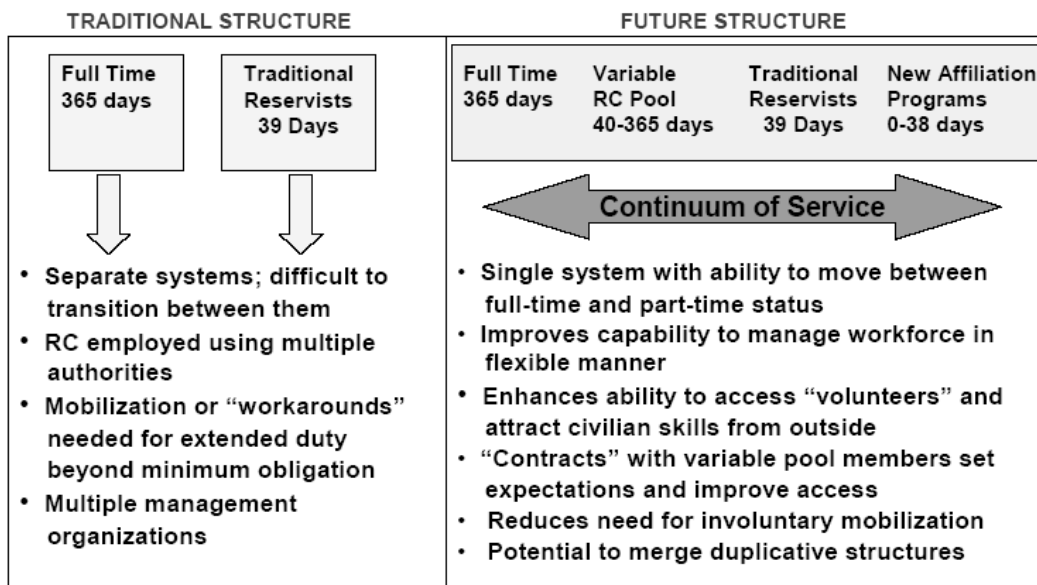 TRADITIONAL STRUCTURE
Full Time
365 days
Traditional
Reservists
39 Days
• Separate systems; difficult to
transition between them
• RC employed using multiple
authorities
• Mobilization or “workarounds”
needed for extended duty
beyond minimum obligation
• Multiple management
organizations
FUTURE STRUCTURE
Full Time
365 days
Variable
RC Pool
40-365 days
Traditional
Reservists
39 Days
New Affiliation
Programs
0-38 days
Continuum of Service
• Single system with ability to move between
full-time and part-time status
• Improves capability to manage workforce in
flexible manner
• Enhances ability to access “volunteers” and
attract civilian skills from outside
• “Contracts” with variable pool members set
expectations and improve access
• Reduces need for involuntary mobilization
• Potential to merge duplicative structures